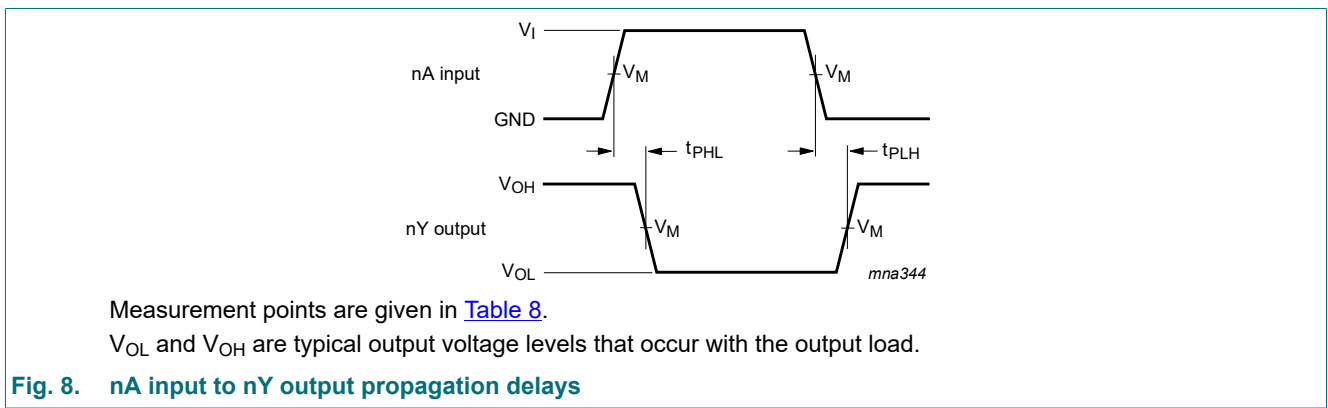 VI
nA input
VM
VM
GND
tPHL
tPLH
VOH
nY output
VM
VM
VOL
mna344
Measurement points are given in Table 8.
VOL and VOH are typical output voltage levels that occur with the output load.
Fig. 8. nA input to nY output propagation delays